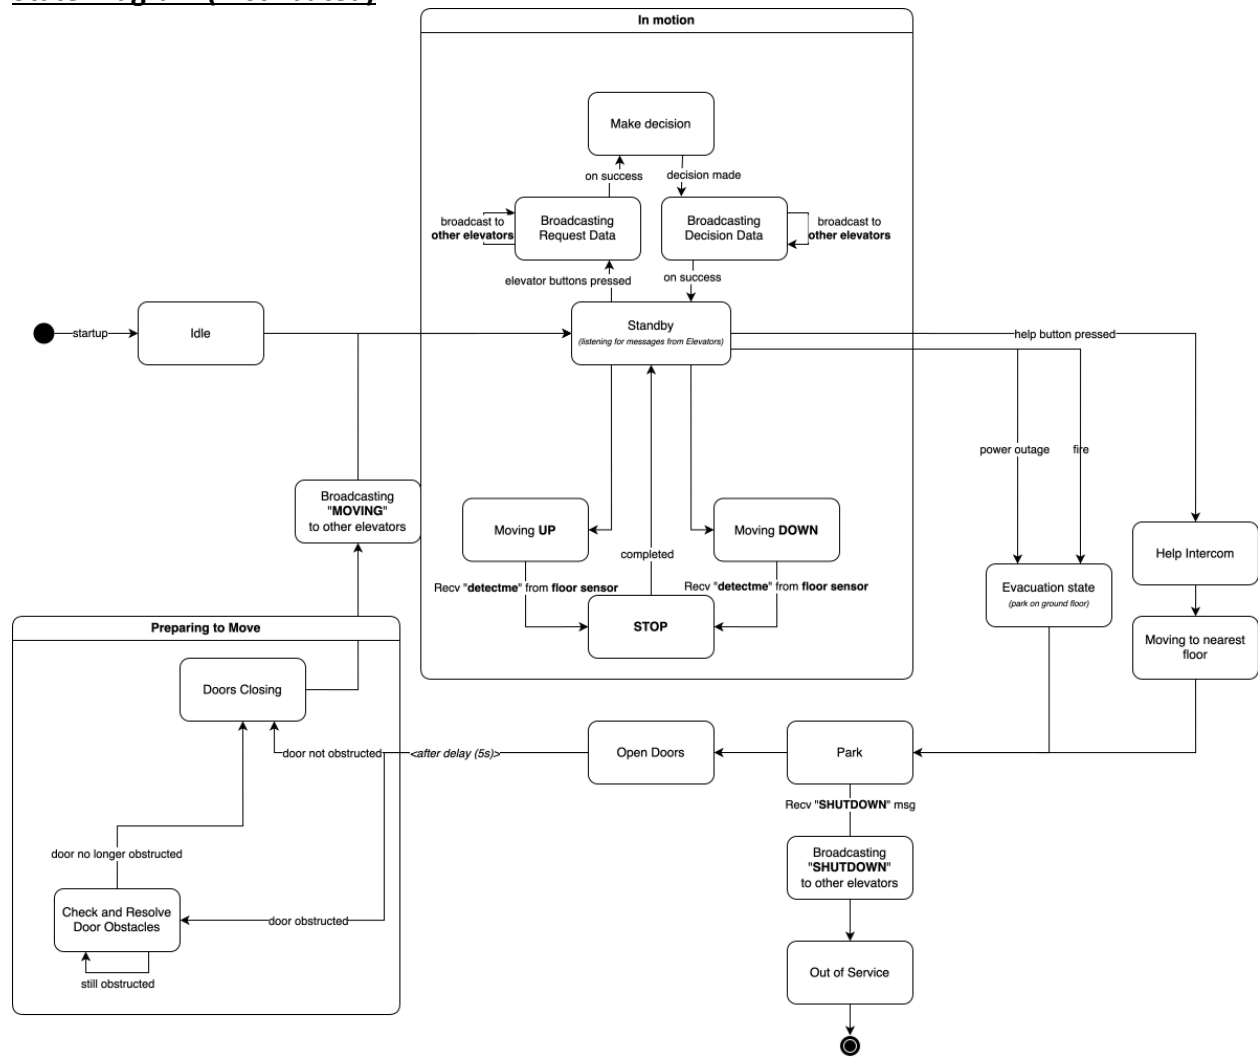 In motion
Make decision
on success
decision made
broadcast to
other elevators
Broadcasting
Request Data
Broadcasting
Decision Data
broadcast to
other elevators
elevator buttons pressed
on success
startup
Idle
Standby
(listening for messages from Elevators)
help button pressed
power outage
fire
Broadcasting
"MOVING"
to other elevators
Moving UP
Moving DOWN
completed
Help Intercom
Recv "detectme" from floor sensor
Recv "detectme" from floor sensor
Evacuation state
(park on ground floor)
STOP
Preparing to Move
Moving to nearest
floor
Doors Closing
door not obstructed
<after delay (5s)>
Open Doors
Park
Recv "SHUTDOWN" msg
door no longer obstructed
Broadcasting
"SHUTDOWN"
to other elevators
Check and Resolve
Door Obstacles
door obstructed
still obstructed
Out of Service